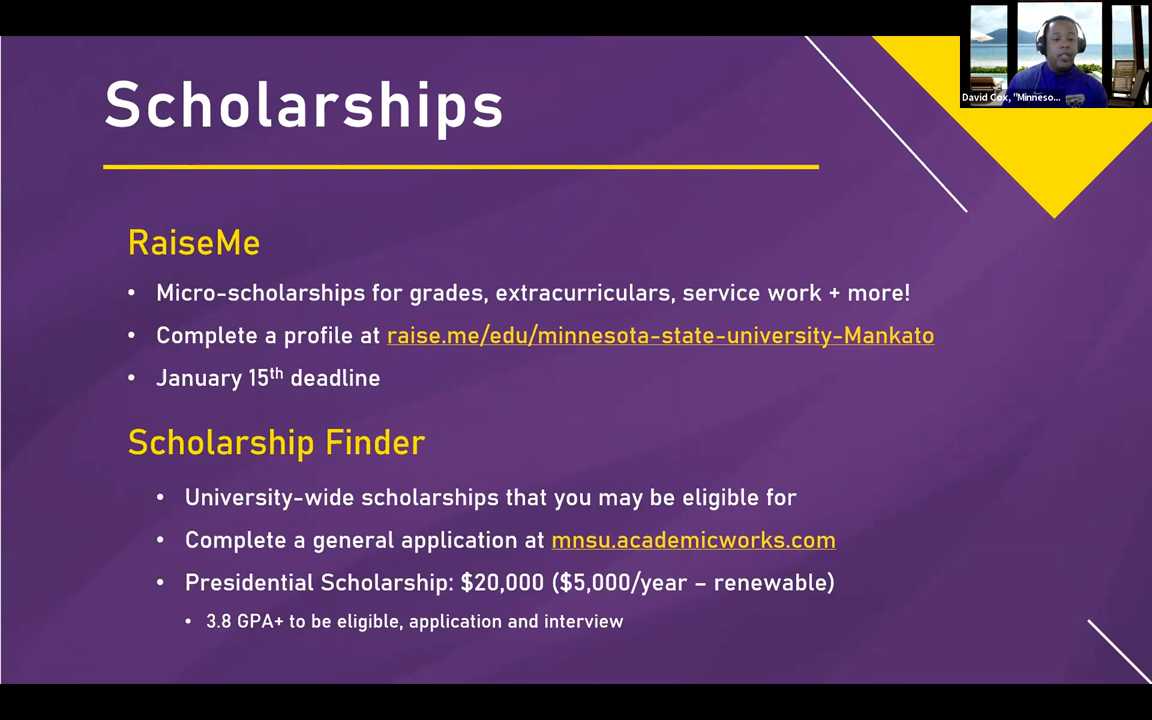 Scholarships
David Cox, "Minneso...
RaiseMe
• Micro-scholarships for grades, extracurriculars, service work + more!
• Complete a profile at raise.me/edu/minnesota-state-university-Mankato
• January 15th deadline
Scholarship Finder
• University-wide scholarships that you may be eligible for
• Complete a general application at mnsu.academicworks.com
• Presidential Scholarship: $20,000 ($5,000/year – renewable)
• 3.8 GPA+ to be eligible, application and interview